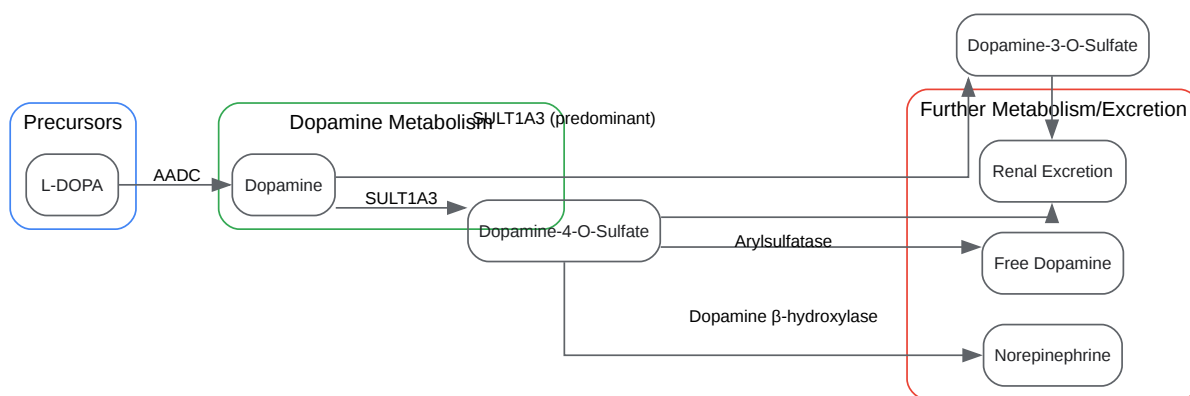 Dopamine-3-O-Sulfate
Precursors
Dopamine Metabolism
SULT1A3 (predominant)
Further Metabolism/Excretion
L-DOPA
AADC
Dopamine
SULT1A3
Renal Excretion
Dopamine-4-O-Sulfate
Arylsulfatase
Free Dopamine
Dopamine β-hydroxylase
Norepinephrine